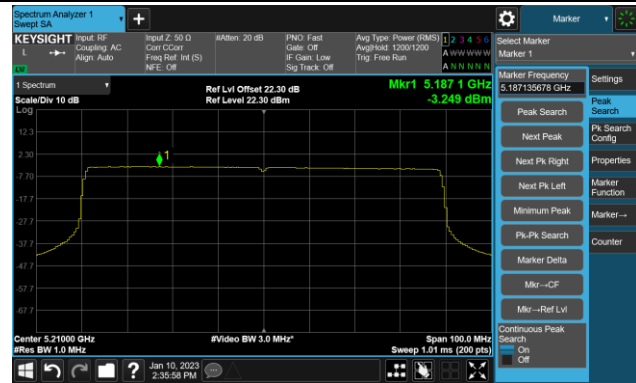 Spectrum Analyzer 1
Swept SA
Marker
KEYSIGHT
L
Input: RF
Coupling: AC
Align: Auto
Input Z: 50 Ω
Corr CCorr
Freq Ref: Int (S)
NFE: Off
#Atten: 20 dB
PNO: Fast
Gate: Off
IF Gain: Low
Sig Track: Off
Avg Type: Power (RMS)
Avg|Hold: 1200/1200
Trig: Free Run
1 2 3 4 5 6
A W W W W W
A N N N N N
Select Marker
Marker 1
1 Spectrum
Scale/Div 10 dB
Log
Ref Lvl Offset 22.30 dB
Ref Level 22.30 dBm
Mkr1 5.187 1 GHz
-3.249 dBm
12.3
2.30
-7.70
-17.7
-27.7
-37.7
-47.7
-57.7
-67.7
1
Center 5.21000 GHz
#Res BW 1.0 MHz
#Video BW 3.0 MHz*
Span 100.0 MHz
Sweep 1.01 ms (200 pts)
Marker Frequency
5.187135678 GHz
Peak Search
Next Peak
Next Pk Right
Next Pk Left
Minimum Peak
Pk-Pk Search
Marker Delta
Mkr→CF
Mkr→Ref Lvl
Continuous Peak
Search
On
Off
Settings
Peak
Search
Pk Search
Config
Properties
Marker
Function
Marker→
Counter
?
Jan 10, 2023
2:35:58 PM